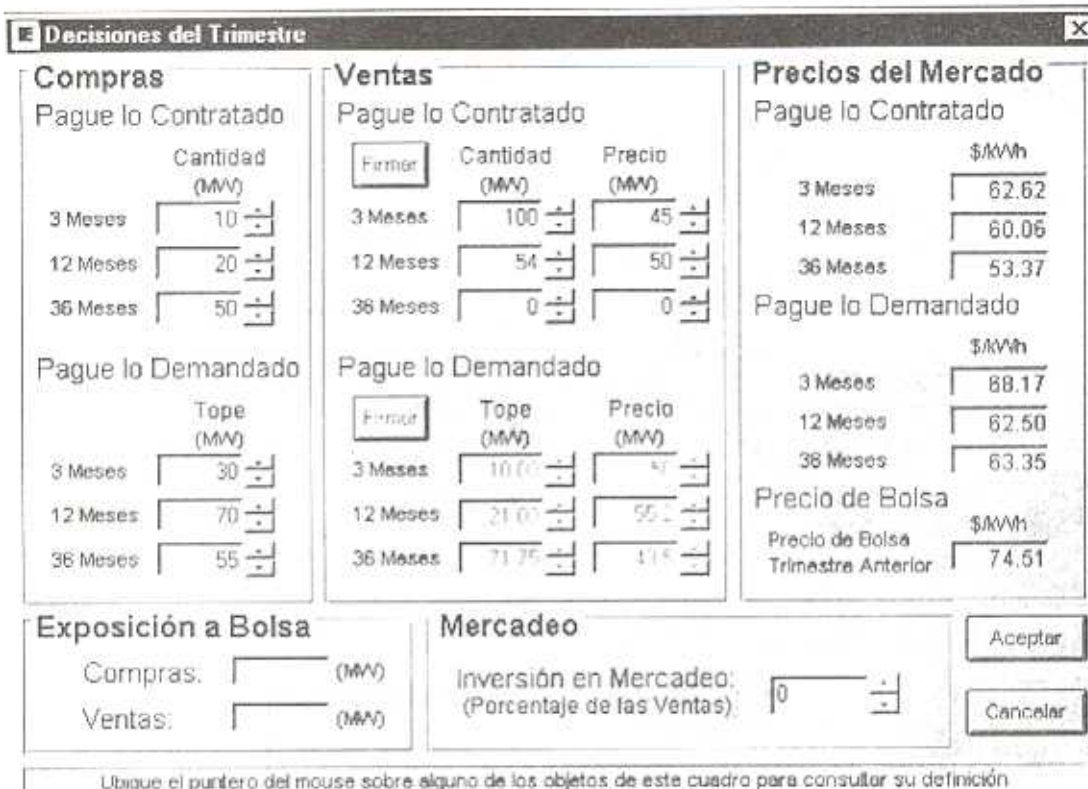 Decisiones del Trimestre
Compras
Pague lo Contratado
Cantidad
(MW)
3 Meses 10
12 Meses 20
36 Meses 50
Pague lo Demandado
Tope
(MW)
3 Meses 30
12 Meses 70
36 Meses 55
Ventas
Pague lo Contratado
Firmar Cantidad Precio
(MW) (MW)
3 Meses 100 45
12 Meses 54 50
36 Meses 0 0
Pague lo Demandado
Firmar Tope Precio
(MW) (MW)
3 Meses 10.00
12 Meses 21.00
36 Meses 71.75
Precios del Mercado
Pague lo Contratado
$/kWh
3 Meses 62.62
12 Meses 60.06
36 Meses 53.37
Pague lo Demandado
$/kWh
3 Meses 68.17
12 Meses 62.50
36 Meses 63.35
Precio de Bolsa
$/kWh
Precio de Bolsa
Trimestre Anterior 74.51
Exposición a Bolsa
Compras: (MW)
Ventas: (MW)
Mercadeo
Inversión en Mercadeo:
(Porcentaje de las Ventas) 0
Aceptar
Cancelar
Ubique el puntero del mouse sobre alguno de los objetos de este cuadro para consultar su definición